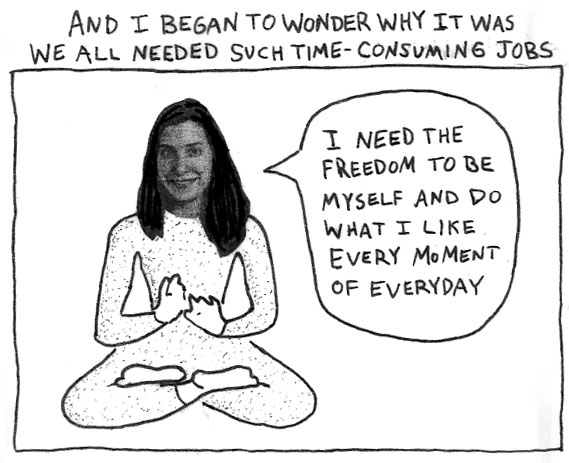 AND I BEGAN TO WONDER WHY IT WAS
WE ALL NEEDED SUCH TIME-CONSUMING JOBS
I NEED THE
FREEDOM TO BE
MYSELF AND DO
WHAT I LIKE
EVERY MOMENT
OF EVERYDAY